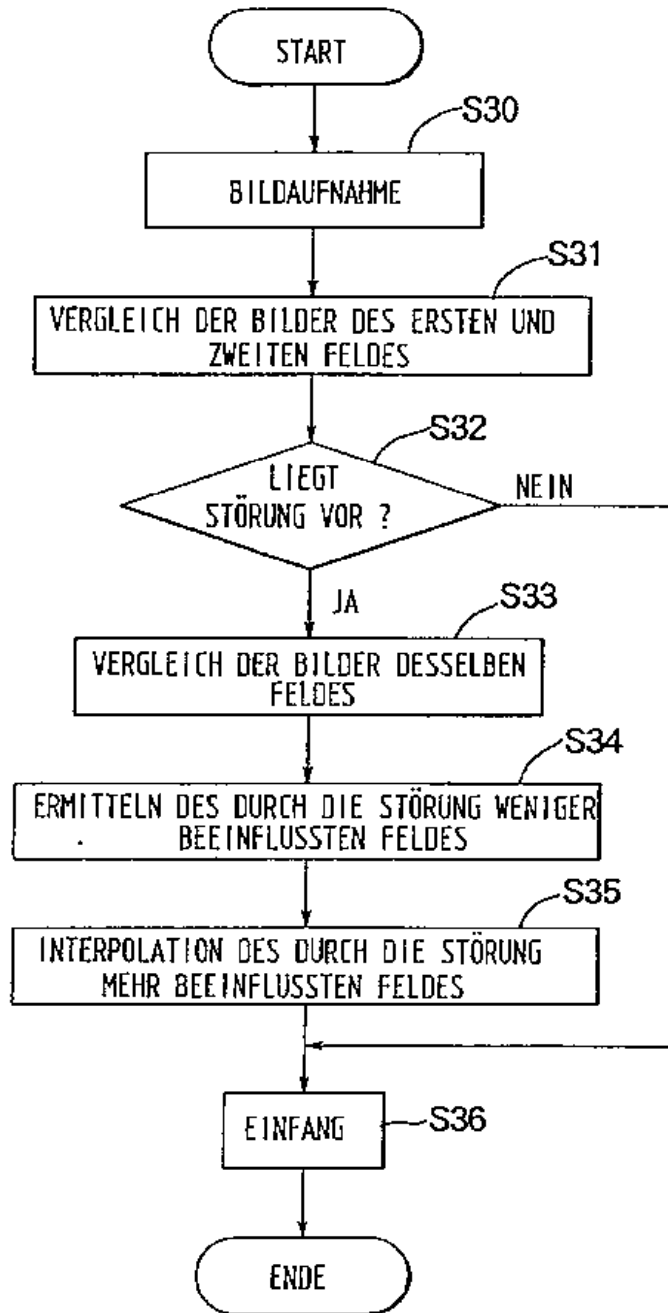 START
S30
BILDAUFNAHME
S31
VERGLEICH DER BILDER DES ERSTEN UND
ZWEITEN FELDES
S32
LIEGT
STÖRUNG VOR ?
NEIN
JA
S33
VERGLEICH DER BILDER DESSELBEN
FELDES
S34
ERMITTELN DES DURCH DIE STÖRUNG WENIGER
BEEINFLUSSTEN FELDES
S35
INTERPOLATION DES DURCH DIE STÖRUNG
MEHR BEEINFLUSSTEN FELDES
EINFANG
S36
ENDE